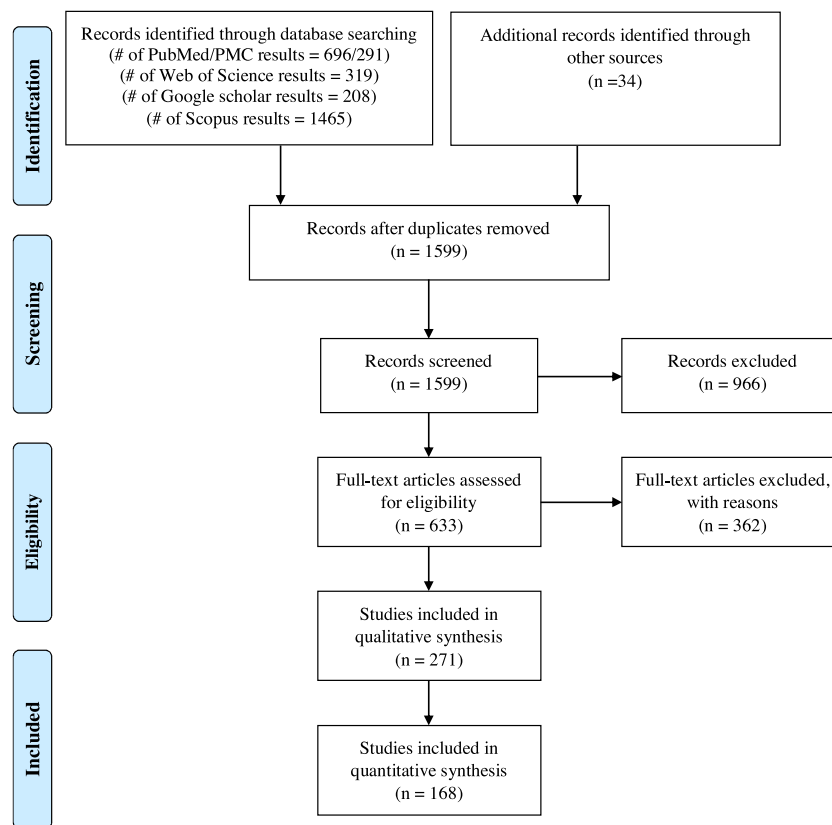 Identification
Records identified through database searching
(# of PubMed/PMC results = 696/291)
(# of Web of Science results = 319)
(# of Google scholar results = 208)
(# of Scopus results = 1465)
Additional records identified through
other sources
(n =34)
Records after duplicates removed
(n = 1599)
Screening
Records screened
(n = 1599)
Records excluded
(n = 966)
Eligibility
Full-text articles assessed
for eligibility
(n = 633)
Full-text articles excluded,
with reasons
(n = 362)
Studies included in
qualitative synthesis
(n = 271)
Included
Studies included in
quantitative synthesis
(n = 168)